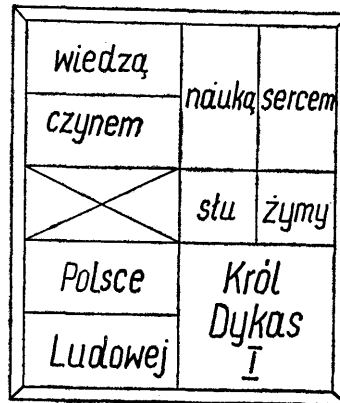 wiedzą
czynem
nauką
sercem
słu
żymy
Polsce
Ludowej
Król
Dykas
I